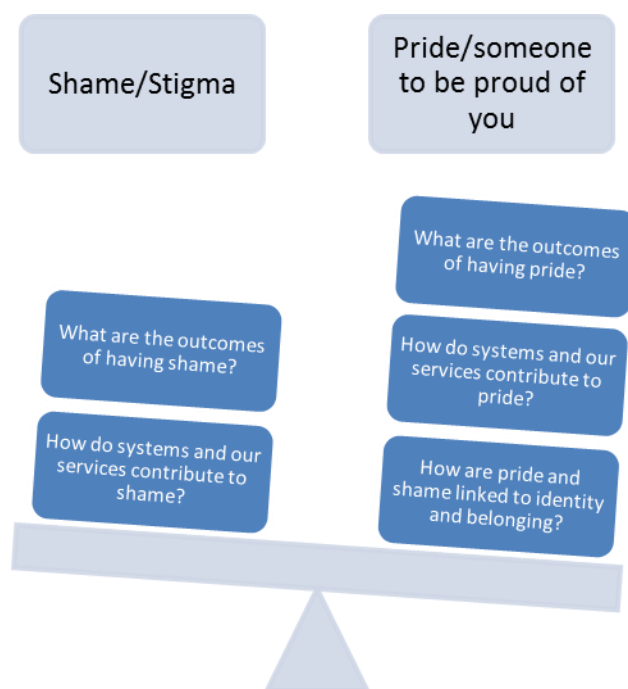 Shame/Stigma
Pride/someone
to be proud of
you
What are the outcomes
of having pride?
What are the outcomes
of having shame?
How do systems and our
services contribute to
pride?
How do systems and our
services contribute to
shame?
How are pride and
shame linked to identity
and belonging?